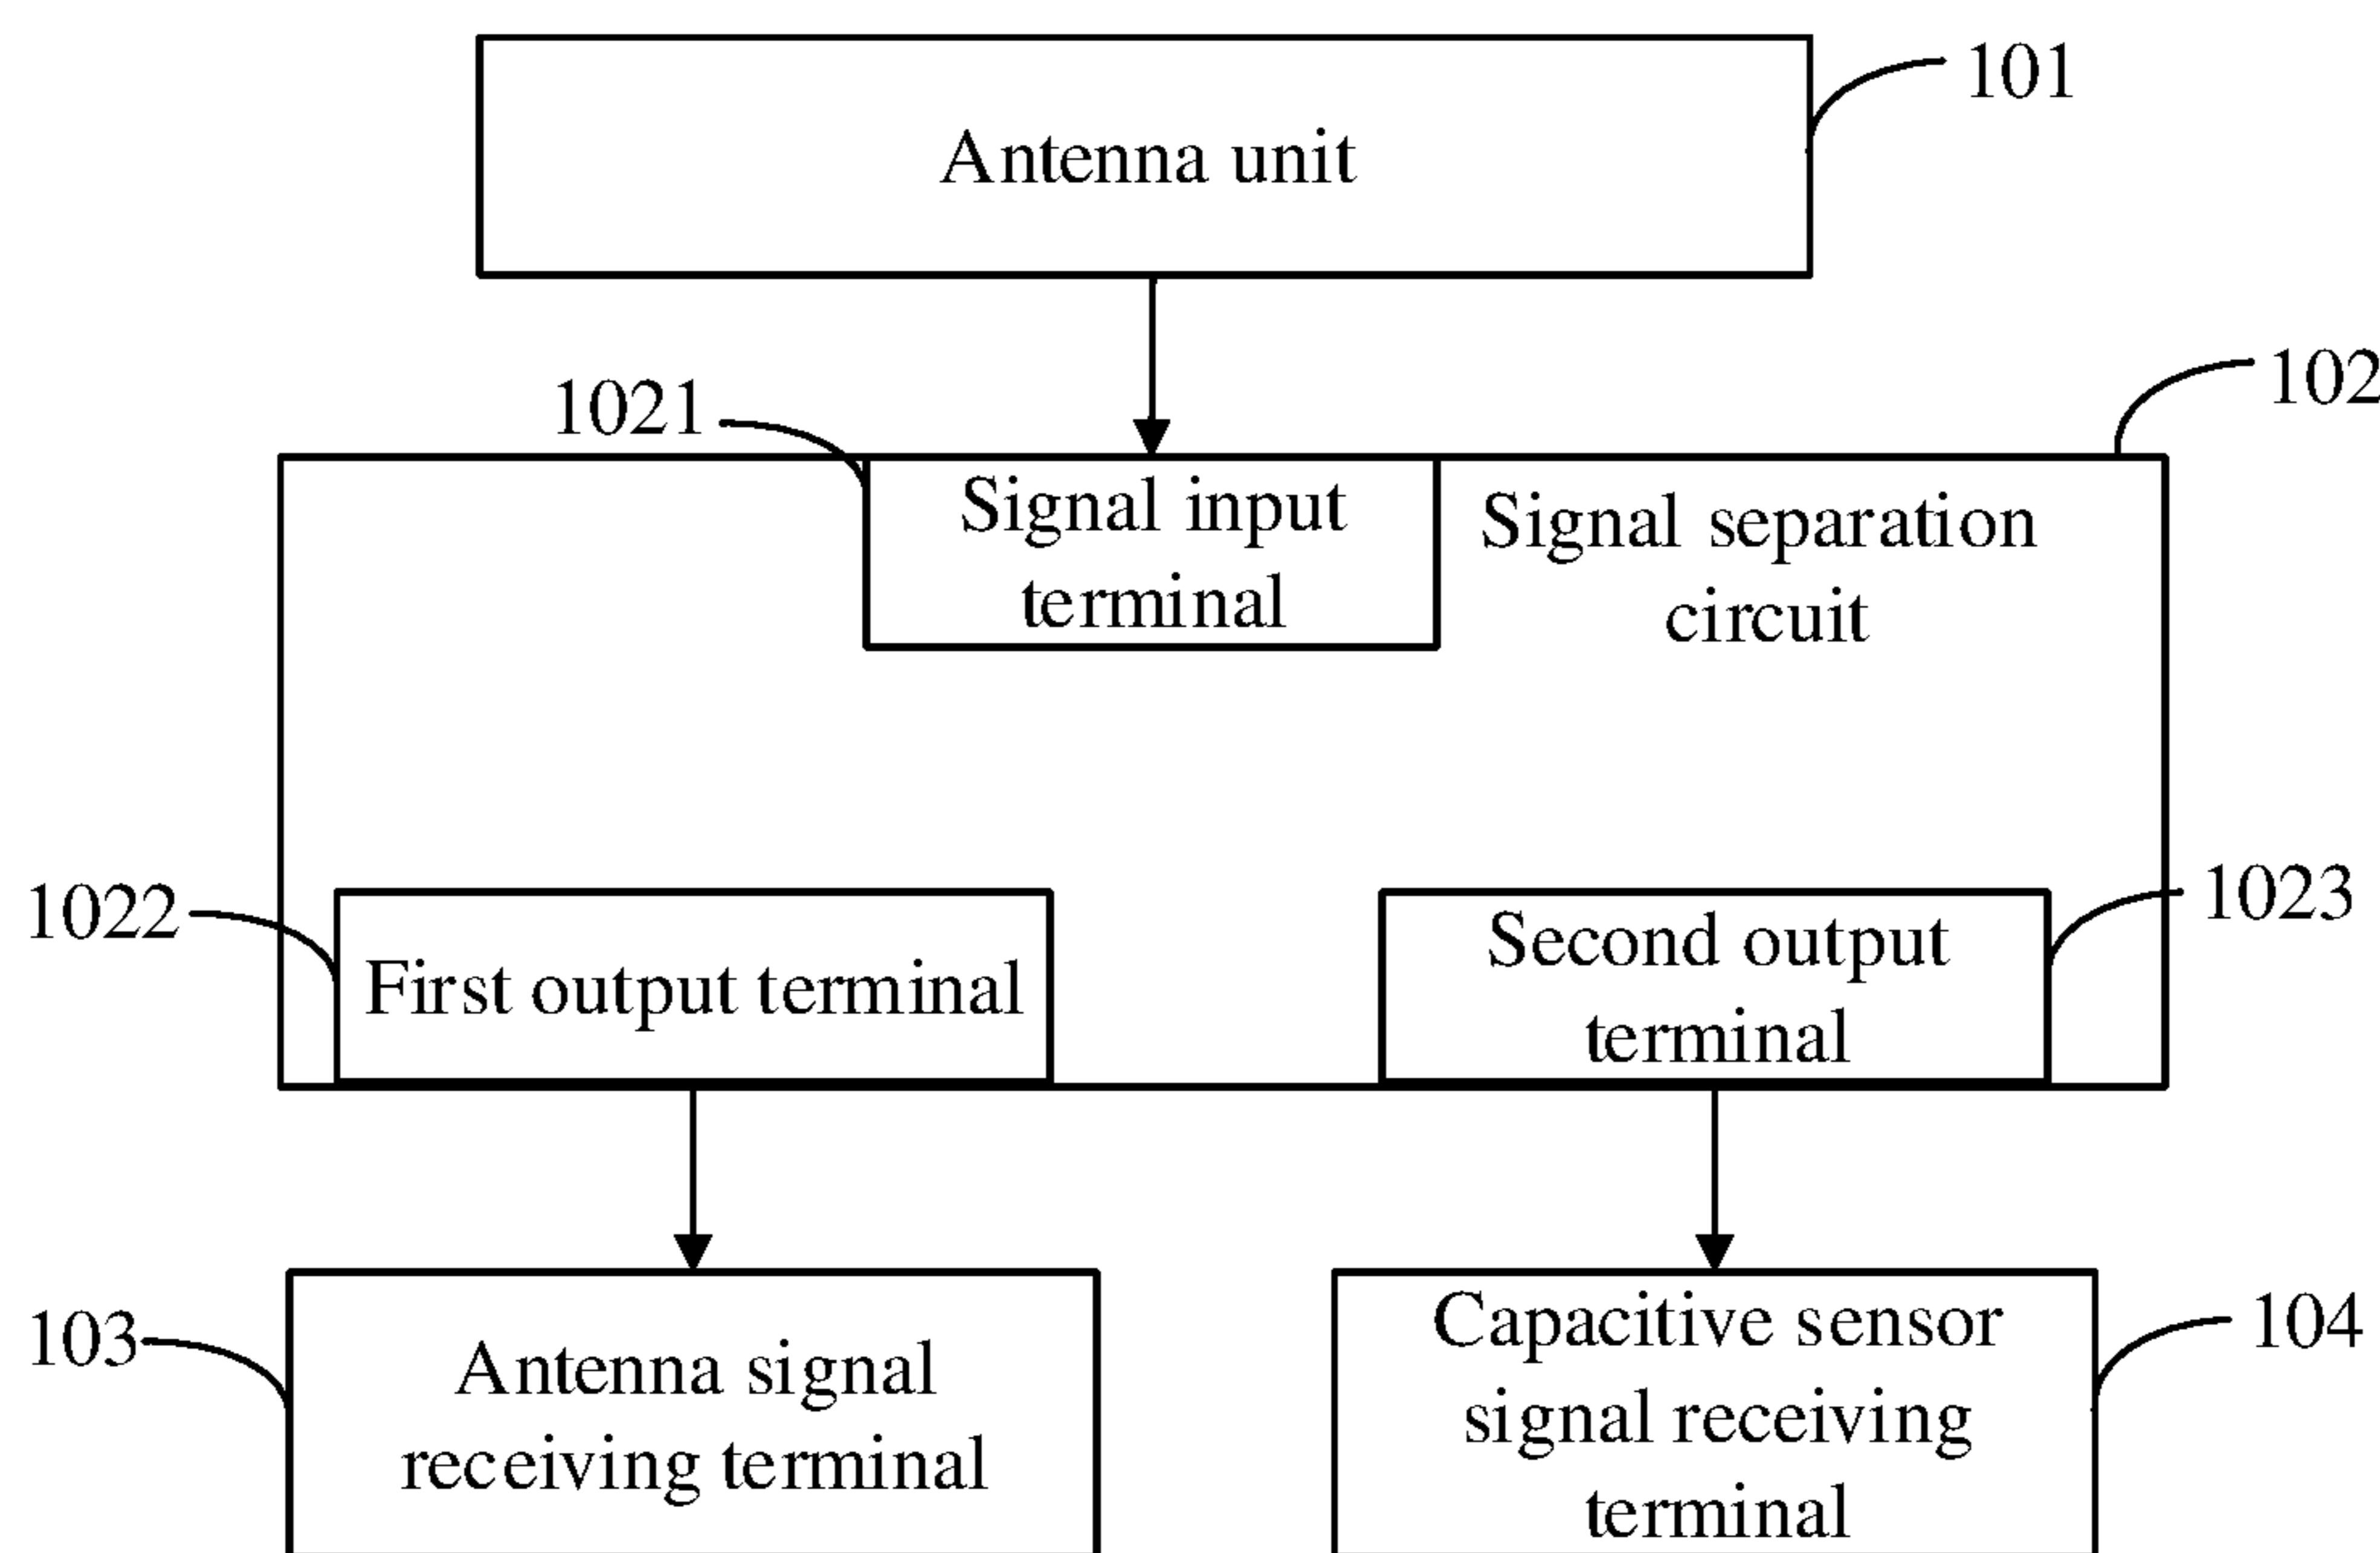 Antenna unit
101
102
1021
Signal input
terminal
Signal separation
circuit
1022
First output terminal
Second output
terminal
1023
103
Antenna signal
receiving terminal
Capacitive sensor
signal receiving
terminal
104